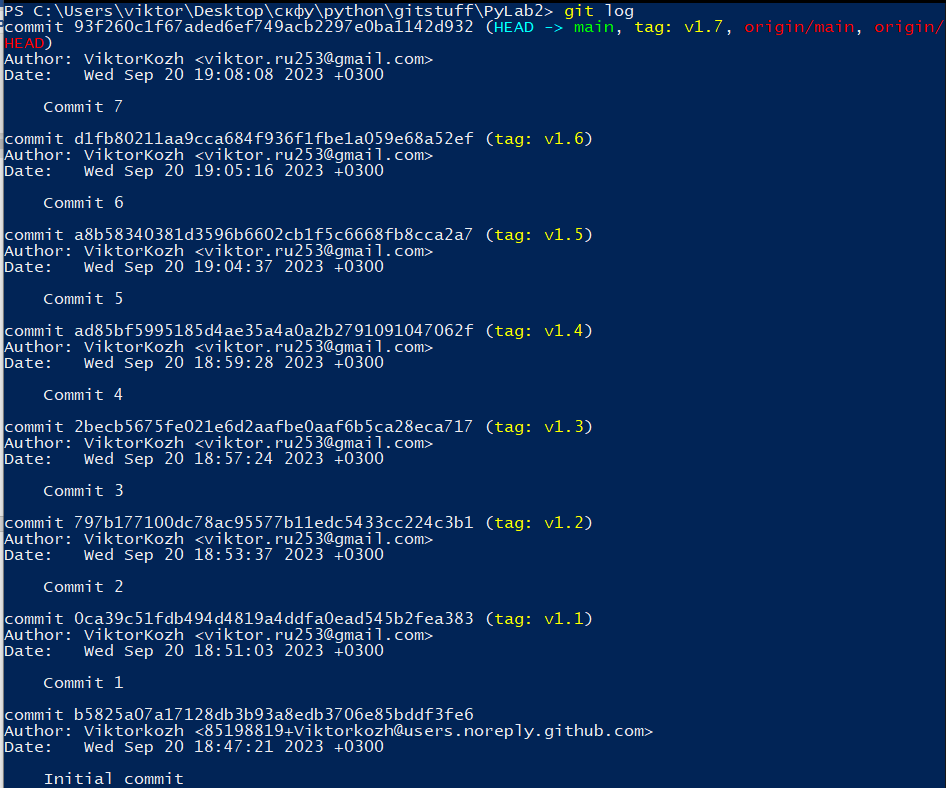 PS C:\Users\viktor\Desktop\скфу\python\gitstuff\PyLab2> git log
commit 93f260c1f67aded6ef749acb2297e0ba1142d932 (HEAD -> main, tag: v1.7, origin/main, origin/
HEAD)
Author: ViktorKozh <viktor.ru253@gmail.com>
Date:   Wed Sep 20 19:08:08 2023 +0300
    Commit 7
commit d1fb80211aa9cca684f936f1fbe1a059e68a52ef (tag: v1.6)
Author: ViktorKozh <viktor.ru253@gmail.com>
Date:   Wed Sep 20 19:05:16 2023 +0300
    Commit 6
commit a8b58340381d3596b6602cb1f5c6668fb8cca2a7 (tag: v1.5)
Author: ViktorKozh <viktor.ru253@gmail.com>
Date:   Wed Sep 20 19:04:37 2023 +0300
    Commit 5
commit ad85bf5995185d4ae35a4a0a2b2791091047062f (tag: v1.4)
Author: ViktorKozh <viktor.ru253@gmail.com>
Date:   Wed Sep 20 18:59:28 2023 +0300
    Commit 4
commit 2becb5675fe021e6d2aafbe0aaf6b5ca28eca717 (tag: v1.3)
Author: ViktorKozh <viktor.ru253@gmail.com>
Date:   Wed Sep 20 18:57:24 2023 +0300
    Commit 3
commit 797b177100dc78ac95577b11edc5433cc224c3b1 (tag: v1.2)
Author: ViktorKozh <viktor.ru253@gmail.com>
Date:   Wed Sep 20 18:53:37 2023 +0300
    Commit 2
commit 0ca39c51fdb494d4819a4ddfa0ead545b2fea383 (tag: v1.1)
Author: ViktorKozh <viktor.ru253@gmail.com>
Date:   Wed Sep 20 18:51:03 2023 +0300
    Commit 1
commit b5825a07a17128db3b93a8edb3706e85bddf3fe6
Author: Viktorkozh <85198819+Viktorkozh@users.noreply.github.com>
Date:   Wed Sep 20 18:47:21 2023 +0300
    Initial commit